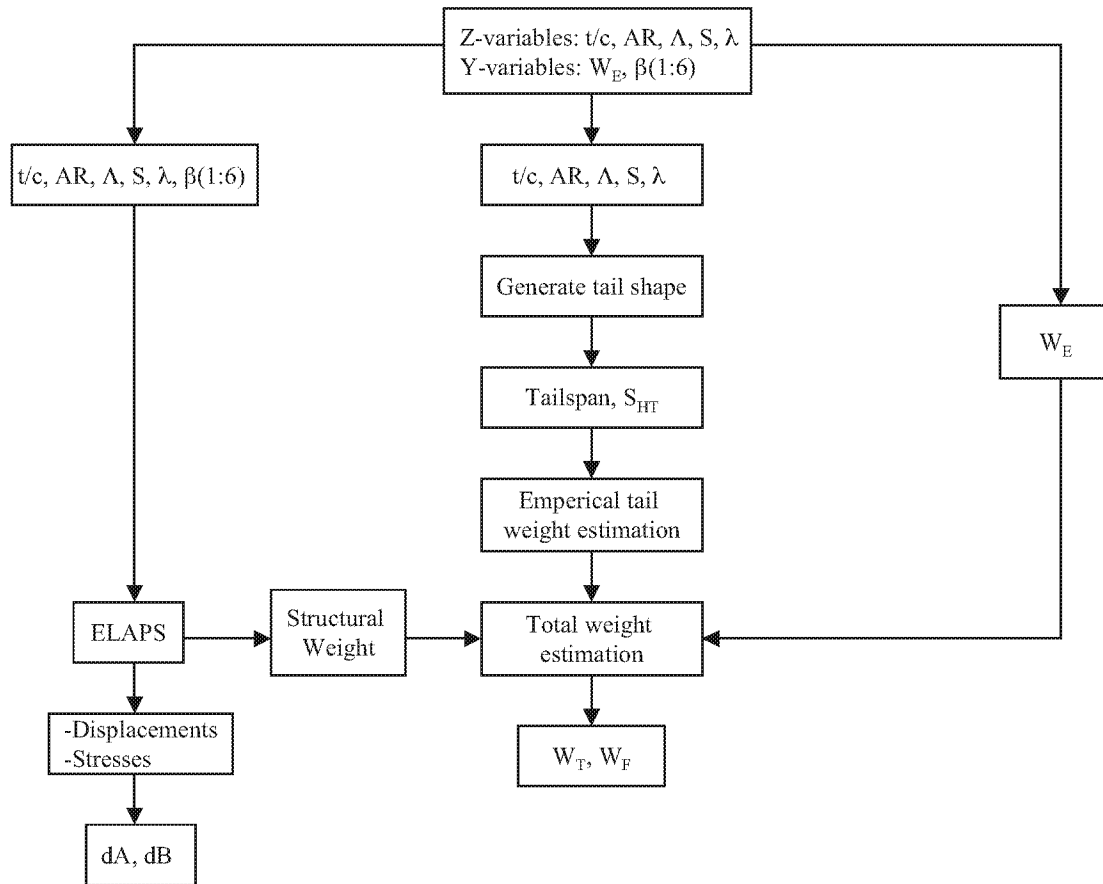 Z-variables: t/c, AR, Λ, S, λ
Y-variables: W_E, β(1:6)
t/c, AR, Λ, S, λ, β(1:6)
t/c, AR, Λ, S, λ
Generate tail shape
W_E
Tailspan, S_HT
Emperical tail
weight estimation
ELAPS
Structural
Weight
Total weight
estimation
-Displacements
-Stresses
W_T, W_F
dA, dB